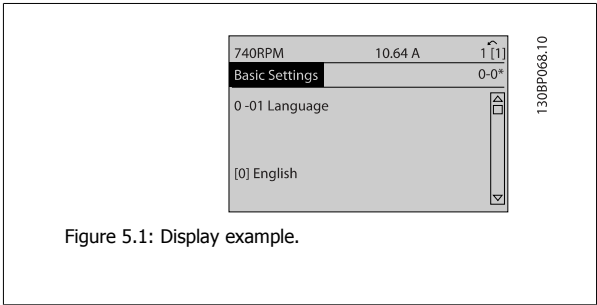 740RPM 10.64 A 1 [1]
Basic Settings 0-0*
0 -01 Language
[0] English
130BP068.10
Figure 5.1: Display example.